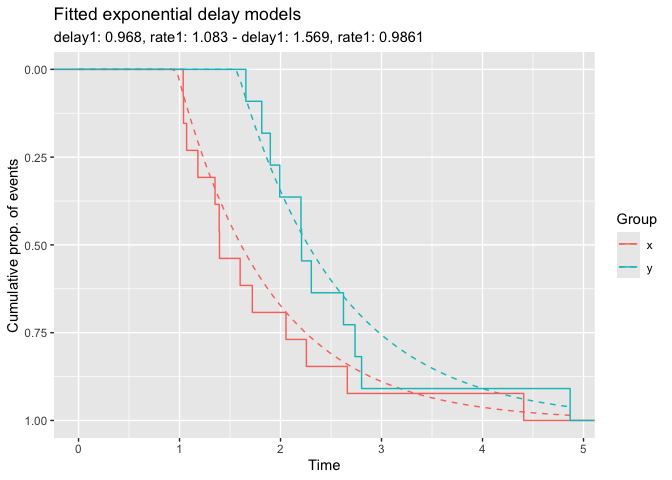 Fitted exponential delay models
delay1: 0.968, rate1: 1.083 - delay1: 1.569, rate1: 0.9861
Cumulative prop. of events
0.00
0.25
0.50
0.75
1.00
0
1
2
3
4
5
Time
Group
x
y